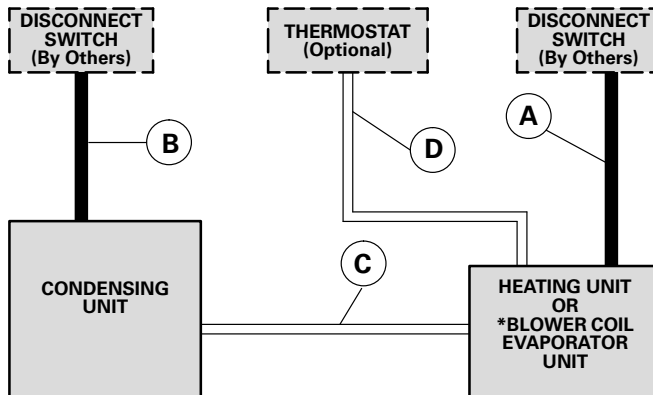 DISCONNECT
SWITCH
(By Others)
THERMOSTAT
(Optional)
DISCONNECT
SWITCH
(By Others)
A
B
D
C
CONDENSING
UNIT
HEATING UNIT
OR
*BLOWER COIL
EVAPORATOR
UNIT